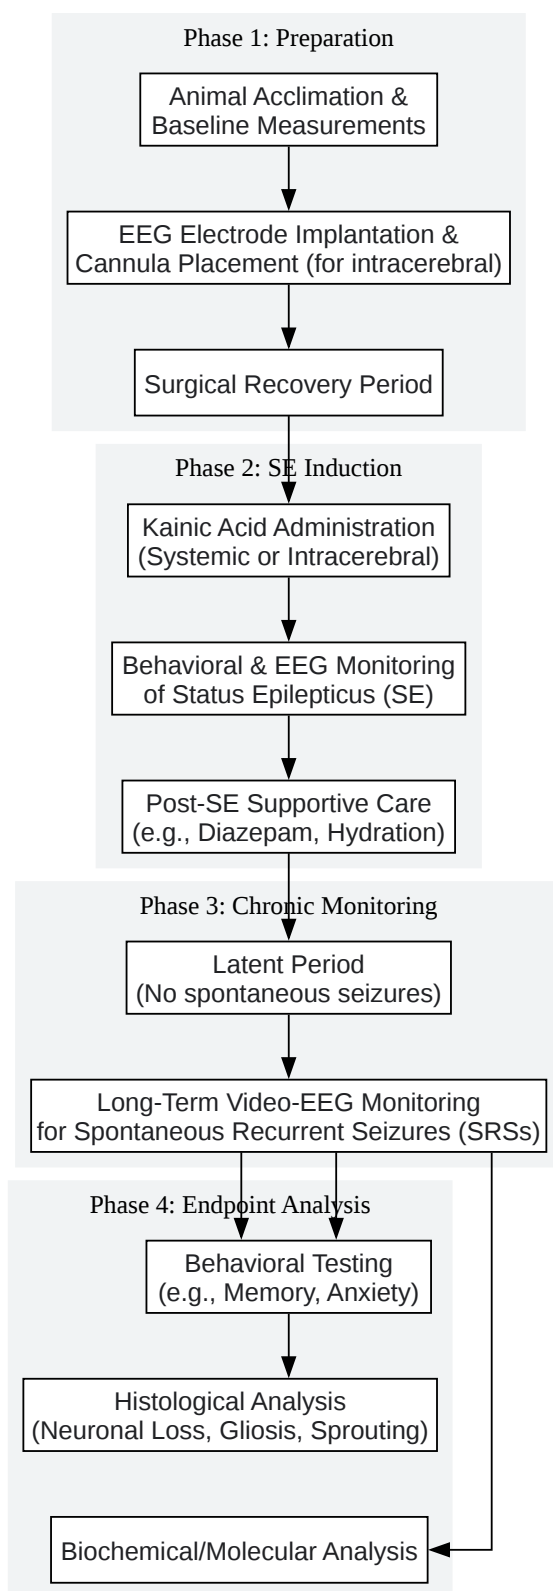 Phase 1: Preparation
Animal Acclimation &
Baseline Measurements
EEG Electrode Implantation &
Cannula Placement (for intracerebral)
Surgical Recovery Period
Phase 2: SE Induction
Kainic Acid Administration
(Systemic or Intracerebral)
Behavioral & EEG Monitoring
of Status Epilepticus (SE)
Post-SE Supportive Care
(e.g., Diazepam, Hydration)
Phase 3: Chronic Monitoring
Latent Period
(No spontaneous seizures)
Long-Term Video-EEG Monitoring
for Spontaneous Recurrent Seizures (SRSs)
Phase 4: Endpoint Analysis
Behavioral Testing
(e.g., Memory, Anxiety)
Histological Analysis
(Neuronal Loss, Gliosis, Sprouting)
Biochemical/Molecular Analysis